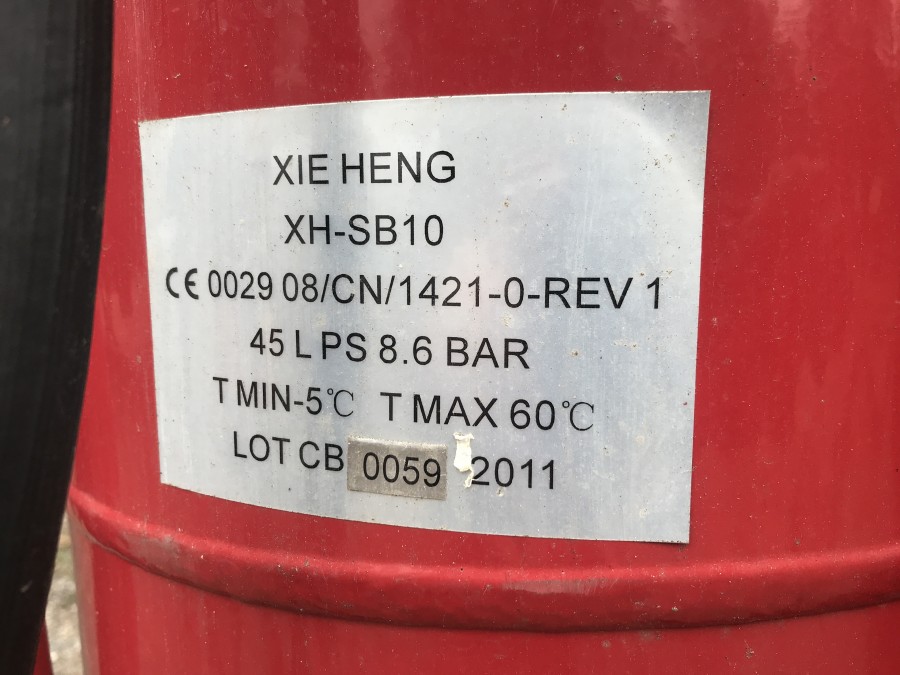 XIE HENG
XH-SB10
CE 0029 08/CN/1421-0-REV 1
45 L PS 8.6 BAR
T MIN-5℃ T MAX 60℃
LOT CB 0059 2011